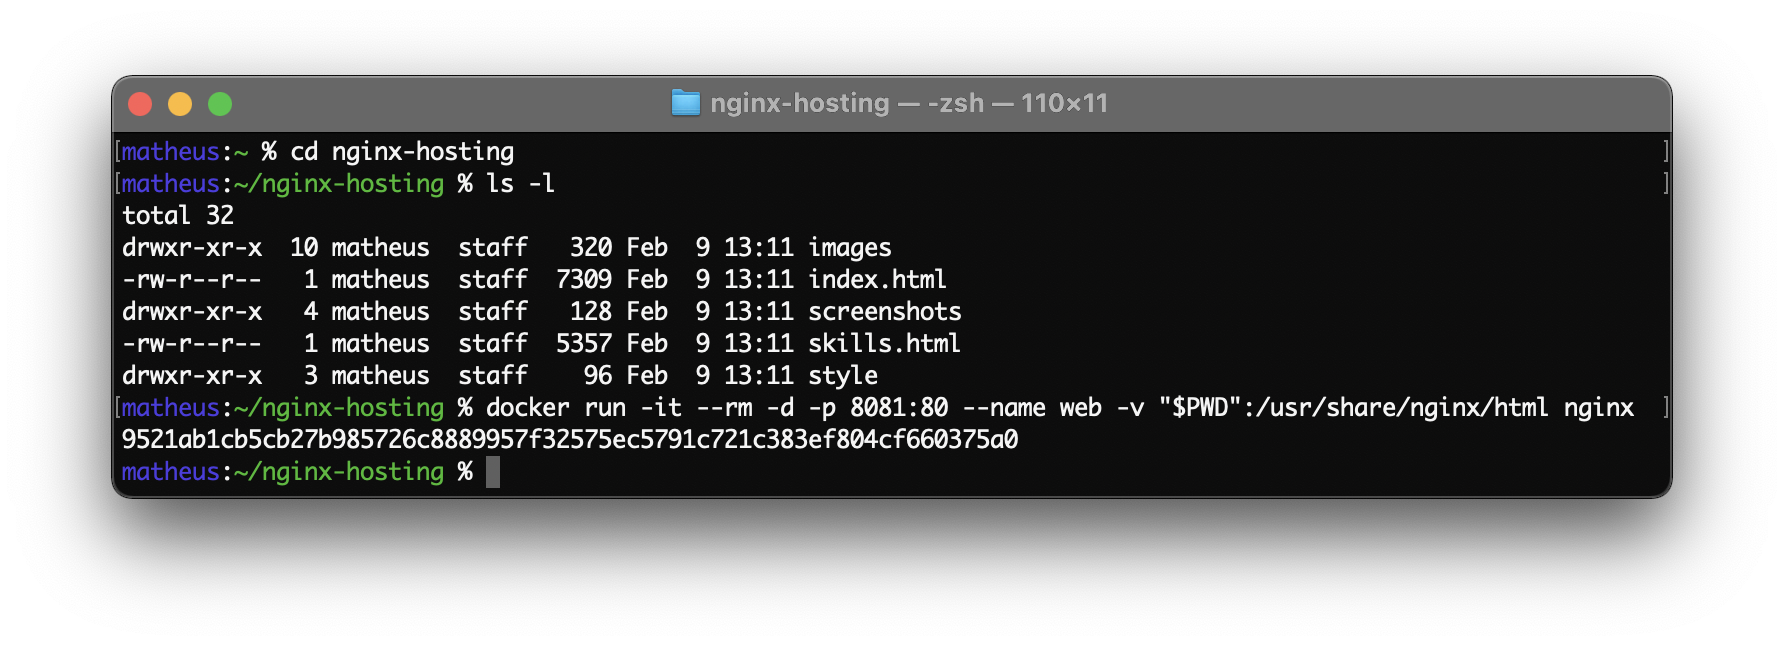 nginx-hosting — -zsh — 110×11
matheus:~ % cd nginx-hosting
matheus:~/nginx-hosting % ls -l
total 32
drwxr-xr-x  10 matheus  staff   320 Feb  9 13:11 images
-rw-r--r--   1 matheus  staff  7309 Feb  9 13:11 index.html
drwxr-xr-x   4 matheus  staff   128 Feb  9 13:11 screenshots
-rw-r--r--   1 matheus  staff  5357 Feb  9 13:11 skills.html
drwxr-xr-x   3 matheus  staff    96 Feb  9 13:11 style
matheus:~/nginx-hosting % docker run -it --rm -d -p 8081:80 --name web -v "$PWD":/usr/share/nginx/html nginx
9521ab1cb5cb27b985726c8889957f32575ec5791c721c383ef804cf660375a0
matheus:~/nginx-hosting %